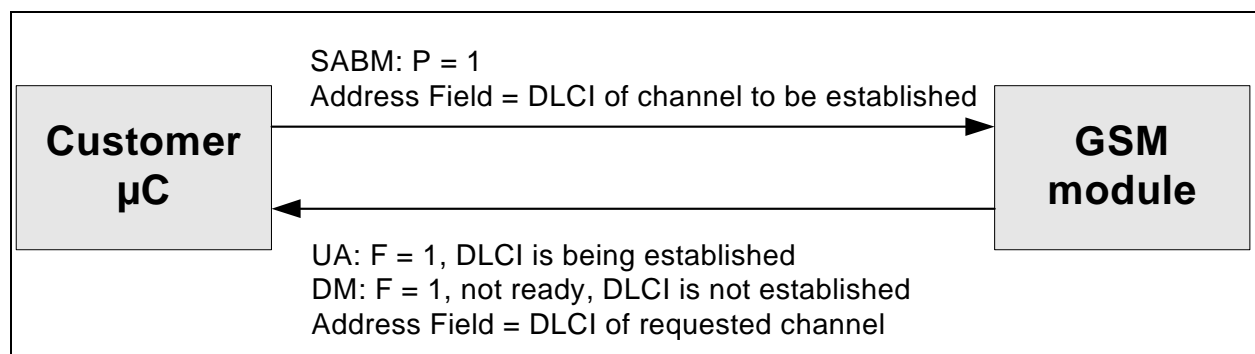 SABM: P = 1
Address Field = DLCI of channel to be established
Customer
µC
GSM
module
UA: F = 1, DLCI is being established
DM: F = 1, not ready, DLCI is not established
Address Field = DLCI of requested channel